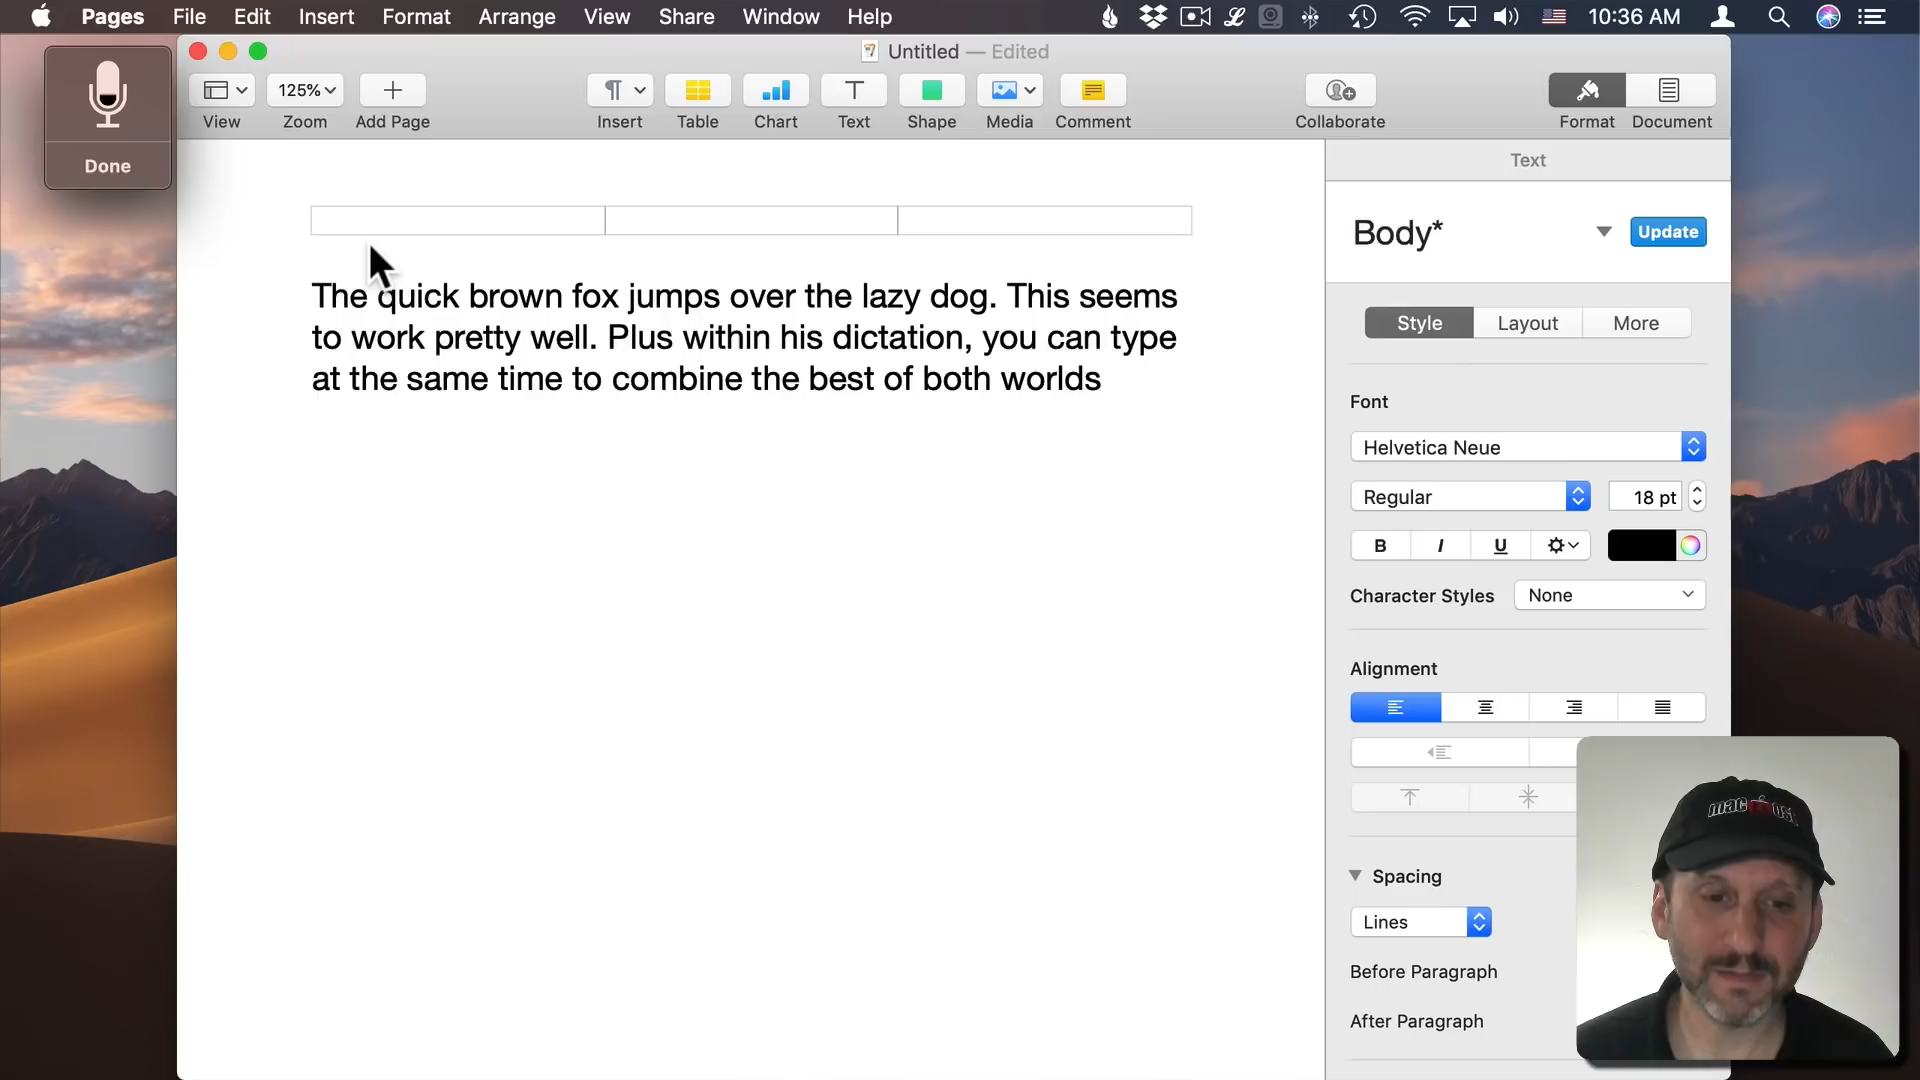 Pages File Edit Insert Format Arrange View Share Window Help 10:36 AM
Untitled — Edited
125%
View Zoom Add Page Insert Table Chart Text Shape Media Comment Collaborate Format Document
Done
Text
Body* Update
Style Layout More
The quick brown fox jumps over the lazy dog. This seems
to work pretty well. Plus within his dictation, you can type
at the same time to combine the best of both worlds
Font
Helvetica Neue
Regular 18 pt
B I U
Character Styles None
Alignment
Spacing
Lines
Before Paragraph
After Paragraph